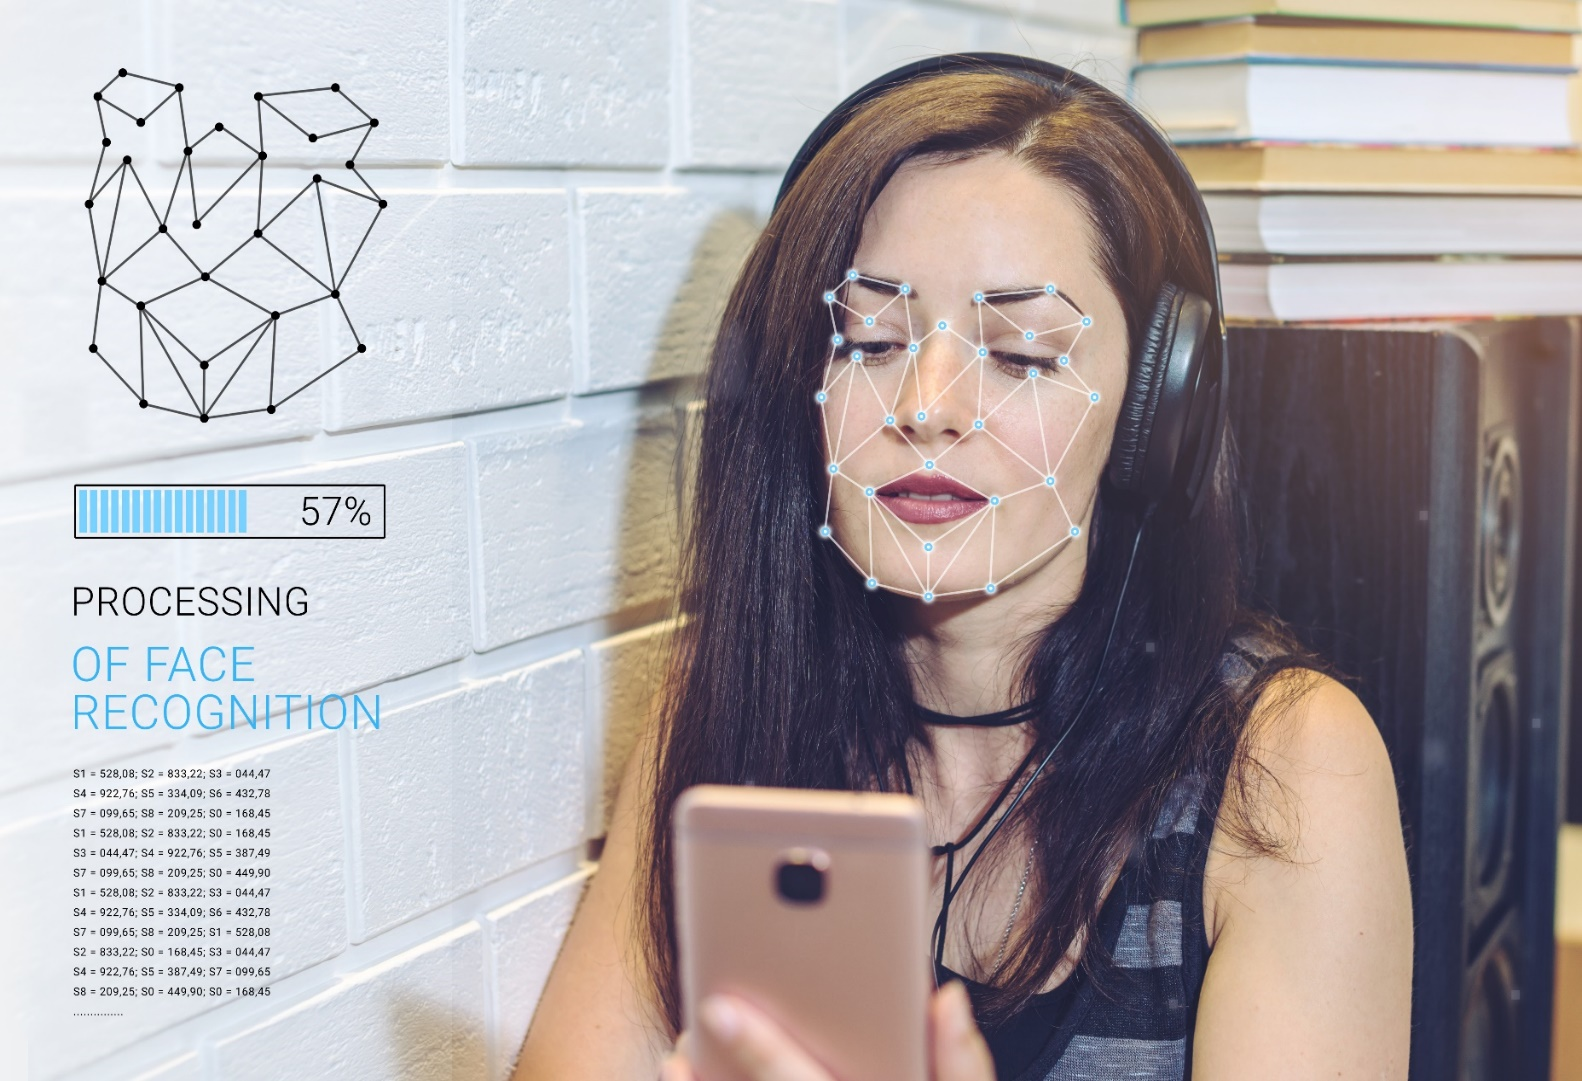 57%
PROCESSING
OF FACE
RECOGNITION
S1 = 528,08; S2 = 833,22; S3 = 044,47
S4 = 922,76; S5 = 334,09; S6 = 432,78
S7 = 099,65; S8 = 209,25; S0 = 168,45
S1 = 528,08; S2 = 833,22; S0 = 168,45
S3 = 044,47; S4 = 922,76; S5 = 387,49
S7 = 099,65; S8 = 209,25; S0 = 449,90
S1 = 528,08; S2 = 833,22; S3 = 044,47
S4 = 922,76; S5 = 334,09; S6 = 432,78
S7 = 099,65; S8 = 209,25; S1 = 528,08
S2 = 833,22; S0 = 168,45; S3 = 044,47
S4 = 922,76; S5 = 387,49; S7 = 099,65
S8 = 209,25; S0 = 449,90; S0 = 168,45
...............